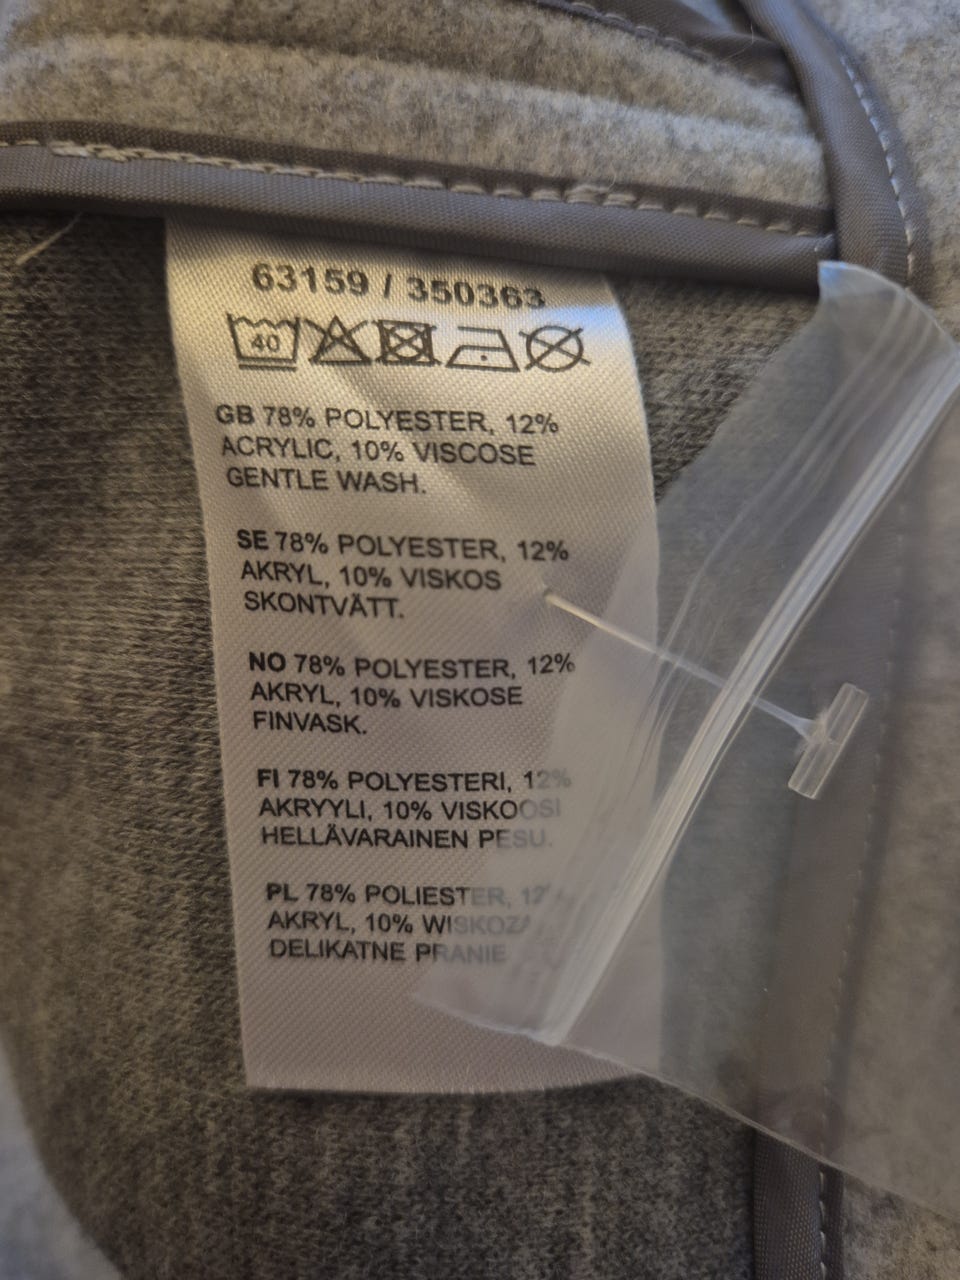 63159 / 350363
40
GB 78% POLYESTER, 12%
ACRYLIC, 10% VISCOSE
GENTLE WASH.
SE 78% POLYESTER, 12%
AKRYL, 10% VISKOS
SKONTVÄTT.
NO 78% POLYESTER, 12%
AKRYL, 10% VISKOSE
FINVASK.
FI 78% POLYESTERI, 12%
AKRYYLI, 10% VISKOOSI
HELLÄVARAINEN PESU.
PL 78% POLIESTER, 12%
AKRYL, 10% WISKOZA
DELIKATNE PRANIE